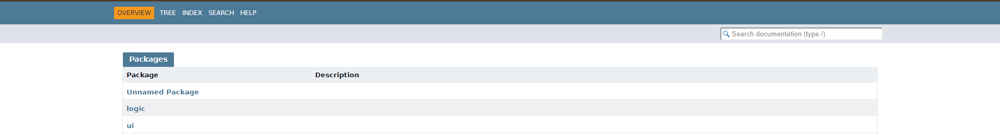 OVERVIEW TREE INDEX SEARCH HELP
Search documentation (type /)
Packages
Package Description
Unnamed Package
logic
ui